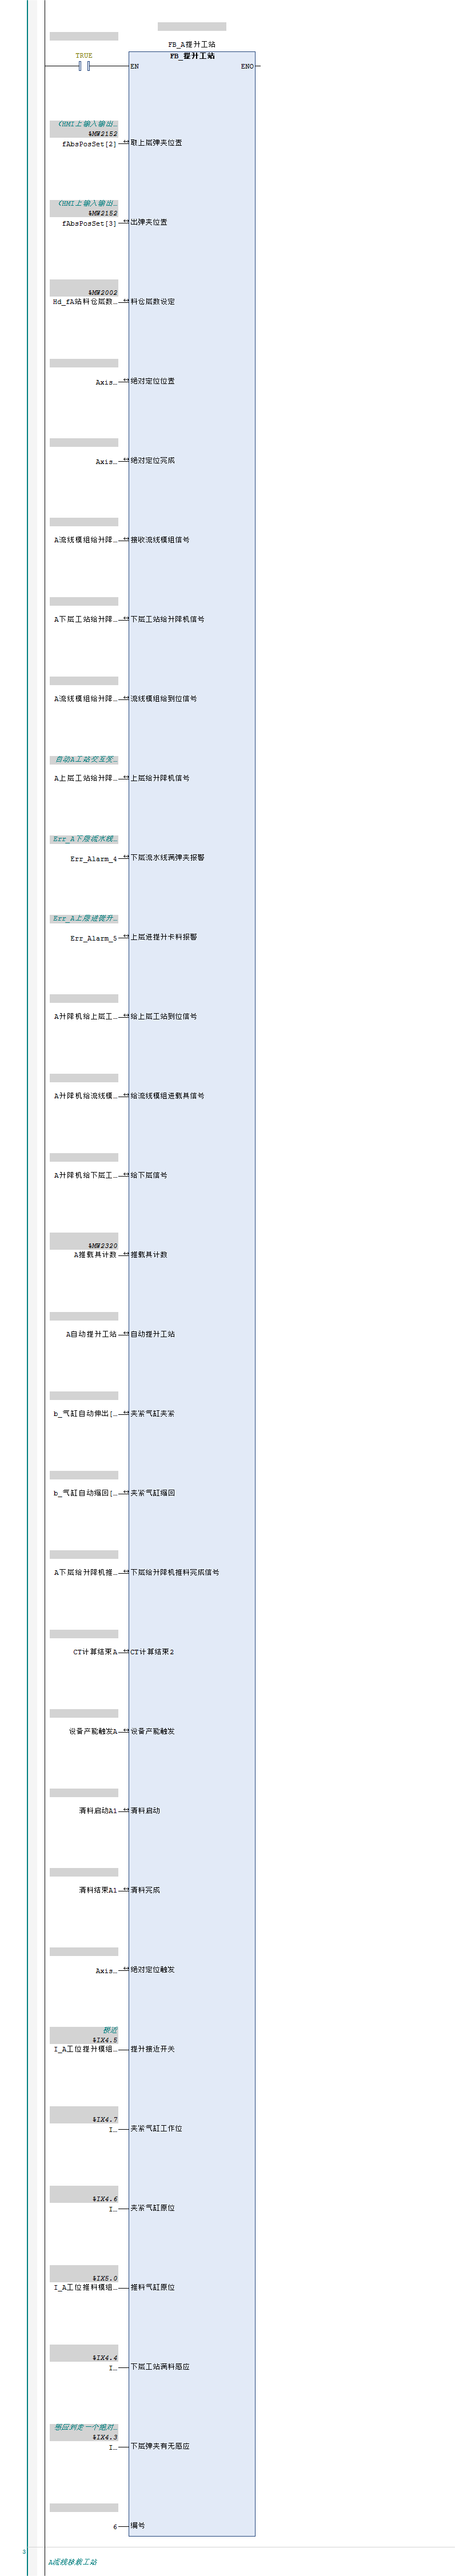 FB_A提升工站
TRUE
FB_提升工站
EN
ENO
《HMI上输入输出…
%MW2152
fAbsPosSet[2]
取上层弹夹位置
《HMI上输入输出…
%MW2152
fAbsPosSet[3]
出弹夹位置
%MW2002
Hd_fA站料仓层数…
料仓层数设定
Axis…
绝对定位位置
Axis…
绝对定位完成
A流线模组给升降…
接收流线模组信号
A下层工站给升降…
下层工站给升降机信号
A流线模组给升降…
流线模组给到位信号
自动A工站交互变…
A上层工站给升降…
上层给升降机信号
Err_A下层流水线…
Err_Alarm_4
下层流水线满弹夹报警
Err_A上层进提升…
Err_Alarm_5
上层进提升卡料报警
A升降机给上层工…
给上层工站到位信号
A升降机给流线模…
给流线模组进载具信号
A升降机给下层工…
给下层信号
%MW2320
A推载具计数
推载具计数
A自动提升工站
自动提升工站
b_气缸自动伸出[…
夹紧气缸夹紧
b_气缸自动缩回[…
夹紧气缸缩回
A下层给升降机推…
下层给升降机推料完成信号
CT计算结果A
CT计算结果2
设备产能触发A
设备产能触发
清料启动A1
清料启动
清料结束A1
清料完成
Axis…
绝对定位触发
接近
%IX4.5
I_A工位提升模组…
提升接近开关
%IX4.7
I…
夹紧气缸工作位
%IX4.6
I…
夹紧气缸原位
%IX5.0
I_A工位推料模组…
推料气缸原位
%IX4.4
I…
下层工站满料感应
%IX4.3
I…
下层弹夹有无感应
6
编号
3
A流线移载工站